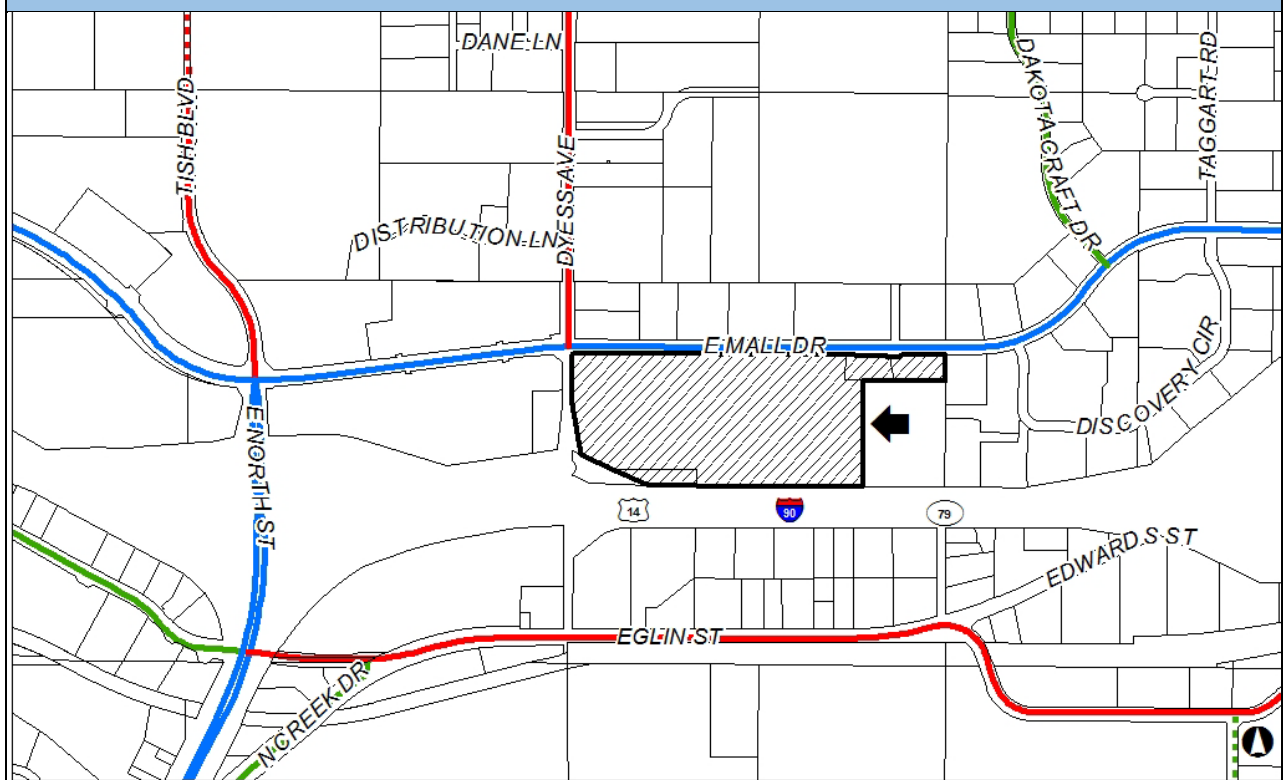 DANE LN
TISH BLVD
DYESS AVE
DAKOTA CRAFT DR
TAGGART RD
DISTRIBUTION LN
E MALL DR
DISCOVERY CIR
E NORTH ST
14
90
79
EDWARDS ST
EGLIN ST
N CREEK DR